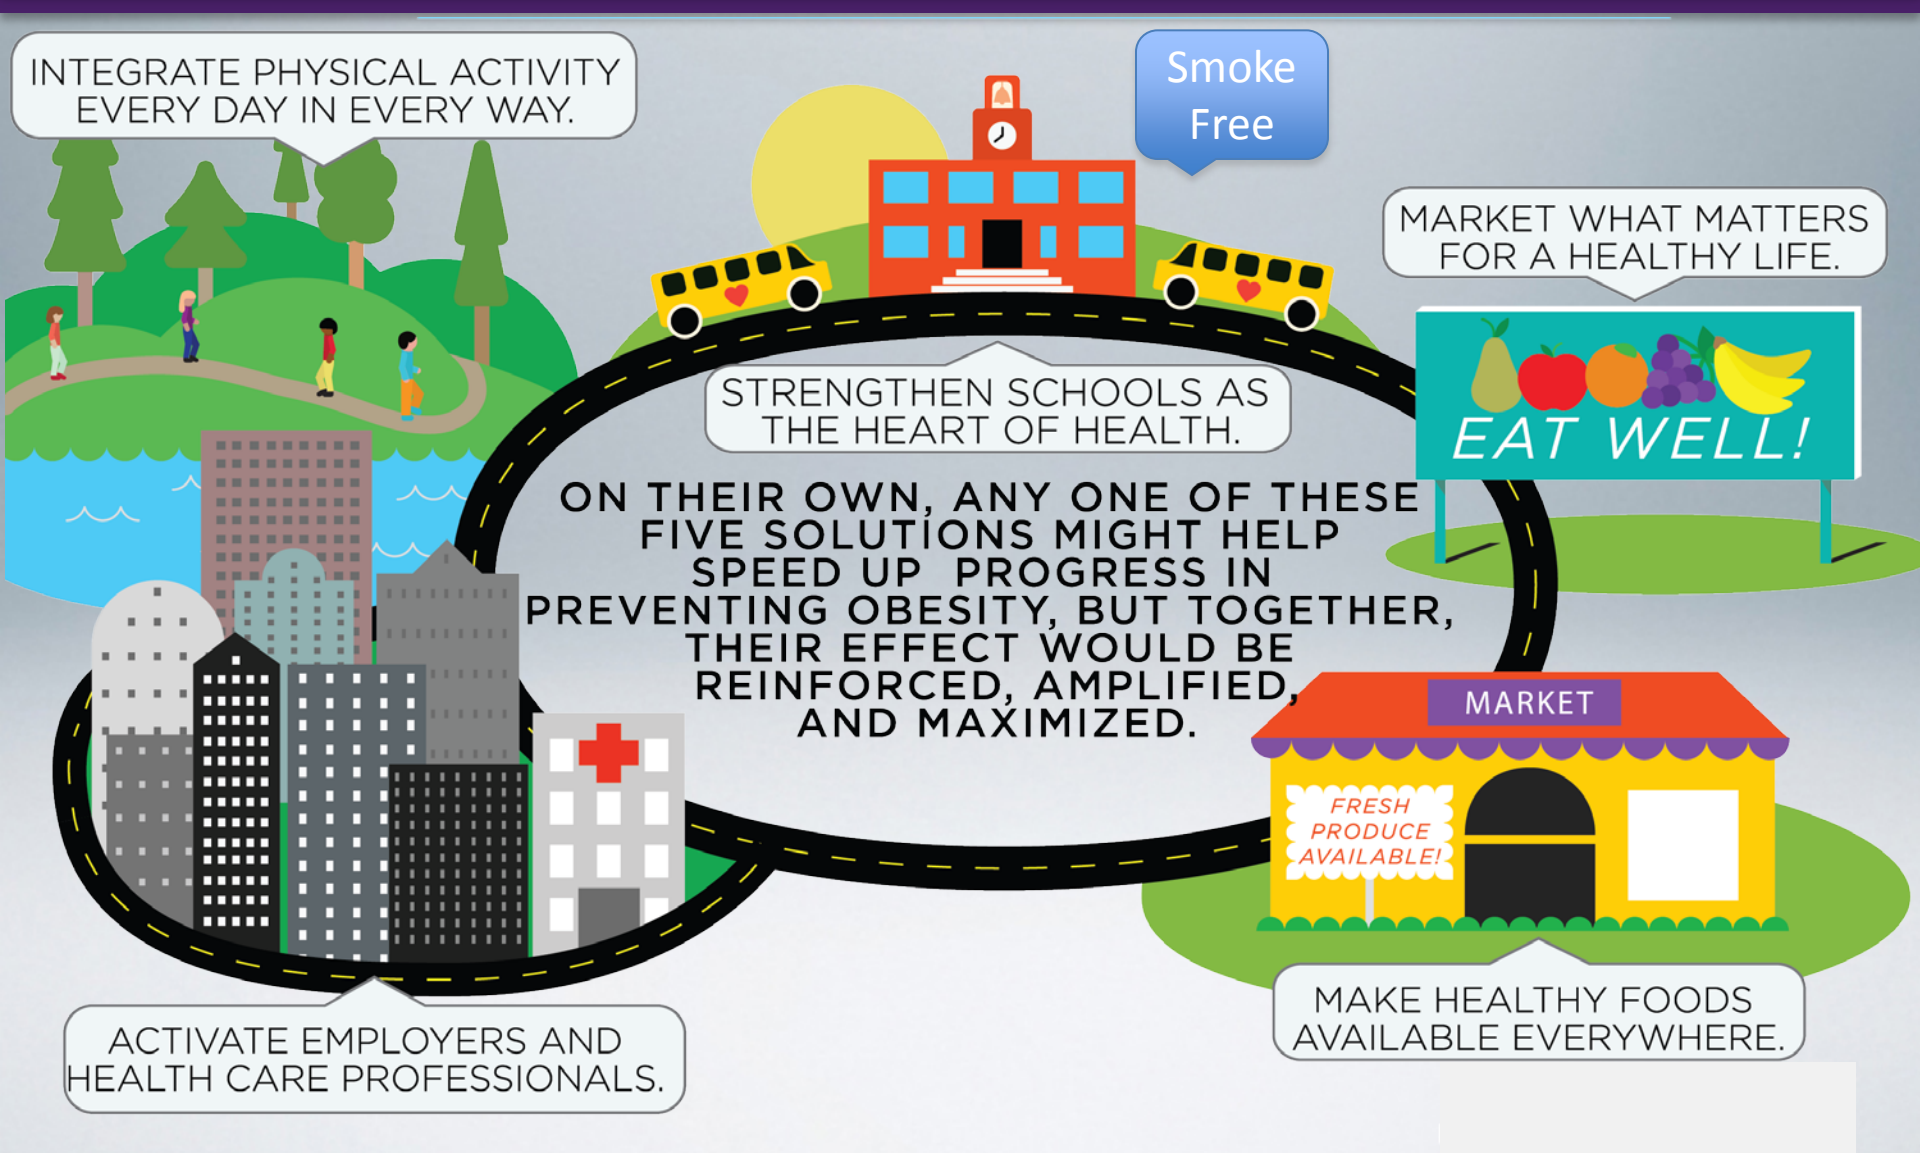 INTEGRATE PHYSICAL ACTIVITY
EVERY DAY IN EVERY WAY.
Smoke
Free
MARKET WHAT MATTERS
FOR A HEALTHY LIFE.
EAT WELL!
STRENGTHEN SCHOOLS AS
THE HEART OF HEALTH.
ON THEIR OWN, ANY ONE OF THESE
FIVE SOLUTIONS MIGHT HELP
SPEED UP PROGRESS IN
PREVENTING OBESITY, BUT TOGETHER,
THEIR EFFECT WOULD BE
REINFORCED, AMPLIFIED,
AND MAXIMIZED.
MARKET
FRESH
PRODUCE
AVAILABLE!
MAKE HEALTHY FOODS
AVAILABLE EVERYWHERE.
ACTIVATE EMPLOYERS AND
HEALTH CARE PROFESSIONALS.